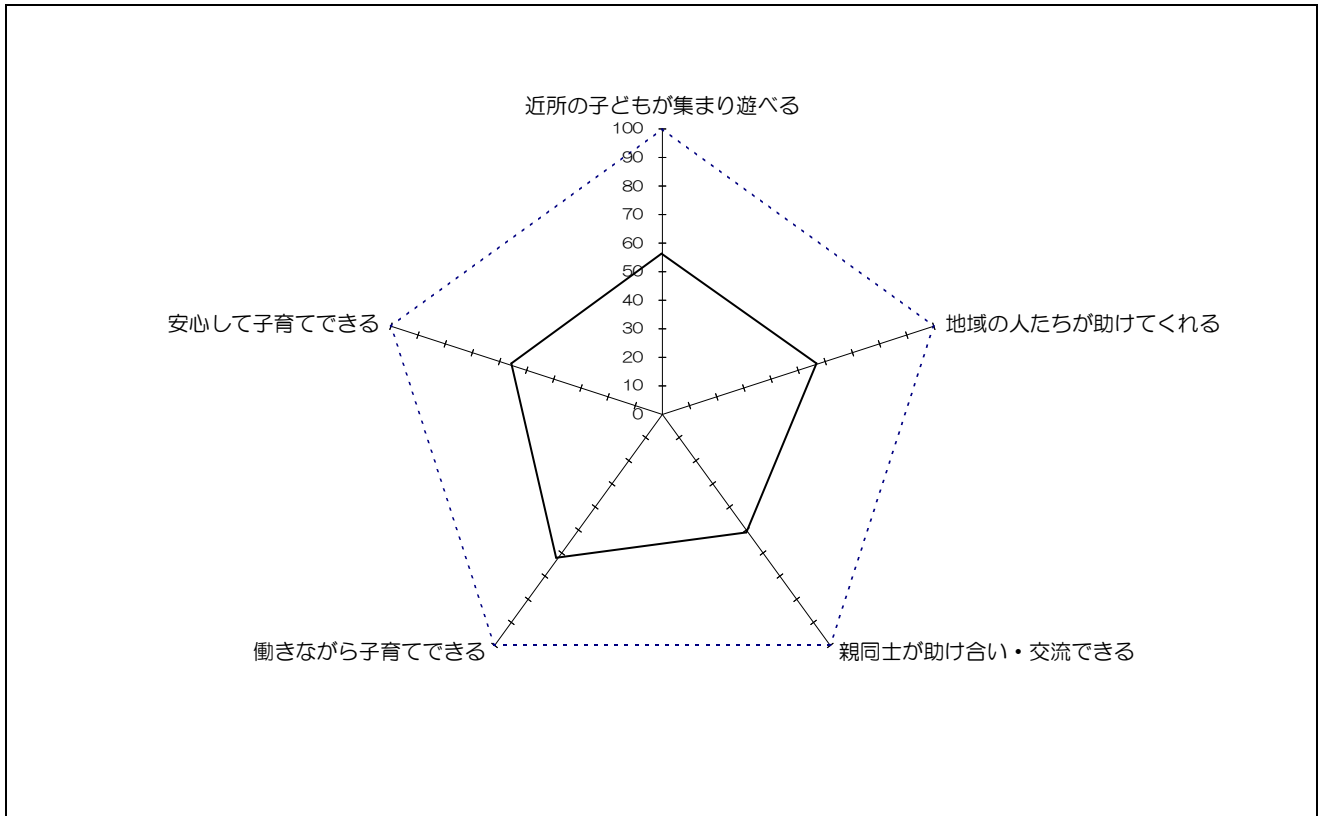 近所の子どもが集まり遊べる
100
90
80
70
60
50
40
30
20
10
0
安心して子育てできる
地域の人たちが助けてくれる
働きながら子育てできる
親同士が助け合い・交流できる